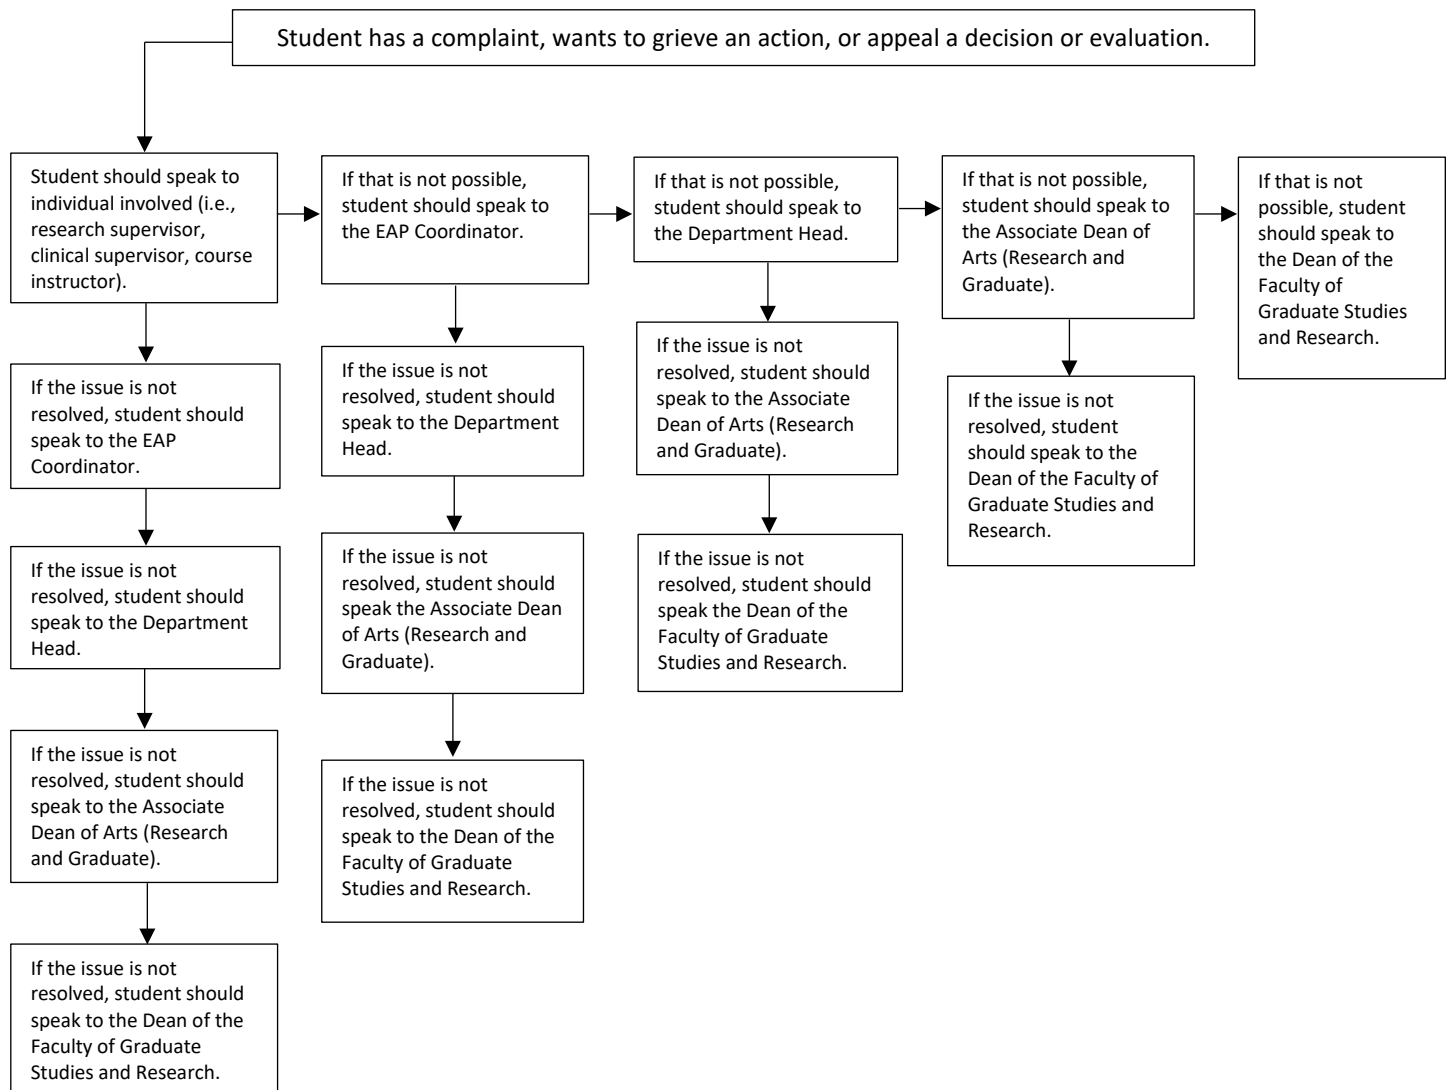 Student has a complaint, wants to grieve an action, or appeal a decision or evaluation.
Student should speak to
individual involved (i.e.,
research supervisor,
clinical supervisor, course
instructor).
If the issue is not
resolved, student should
speak to the EAP
Coordinator.
If the issue is not
resolved, student should
speak to the Department
Head.
If the issue is not
resolved, student should
speak to the Associate
Dean of Arts (Research
and Graduate).
If the issue is not
resolved, student should
speak to the Dean of the
Faculty of Graduate
Studies and Research.
If that is not possible,
student should speak to
the EAP Coordinator.
If the issue is not
resolved, student should
speak to the Department
Head.
If the issue is not
resolved, student should
speak the Associate Dean
of Arts (Research and
Graduate).
If the issue is not
resolved, student should
speak to the Dean of the
Faculty of Graduate
Studies and Research.
If that is not possible,
student should speak to
the Department Head.
If the issue is not
resolved, student should
speak to the Associate
Dean of Arts (Research
and Graduate).
If the issue is not
resolved, student should
speak the Dean of the
Faculty of Graduate
Studies and Research.
If that is not possible,
student should speak to
the Associate Dean of
Arts (Research and
Graduate).
If the issue is not
resolved, student
should speak to the
Dean of the Faculty of
Graduate Studies and
Research.
If that is not
possible, student
should speak to
the Dean of the
Faculty of
Graduate Studies
and Research.